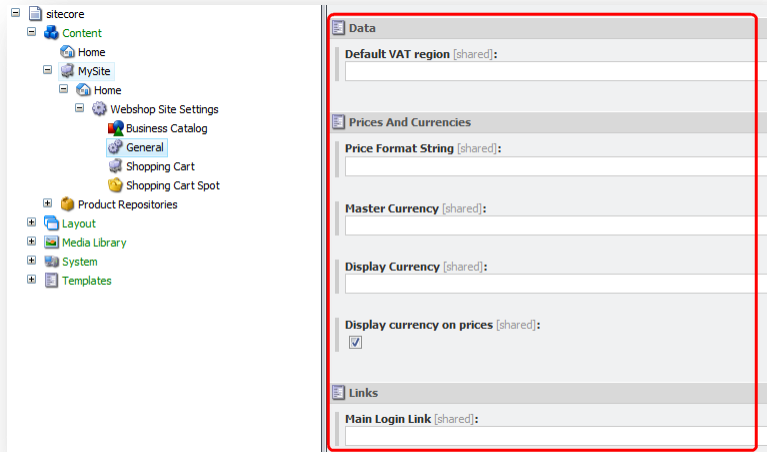 sitecore
Content
Home
MySite
Home
Webshop Site Settings
Business Catalog
General
Shopping Cart
Shopping Cart Spot
Product Repositories
Layout
Media Library
System
Templates
Data
Default VAT region [shared]:
Prices And Currencies
Price Format String [shared]:
Master Currency [shared]:
Display Currency [shared]:
Display currency on prices [shared]:
Links
Main Login Link [shared]: